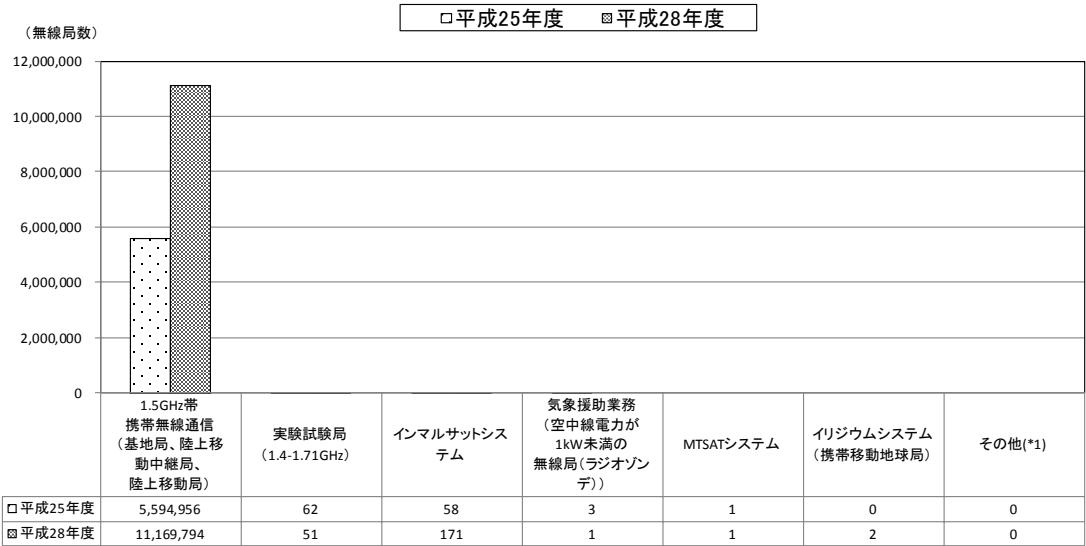 □平成25年度 ▩平成28年度
（無線局数）
12,000,000
10,000,000
8,000,000
6,000,000
4,000,000
2,000,000
0
1.5GHz帯
携帯無線通信
（基地局、陸上移
動中継局、
陸上移動局）
実験試験局
（1.4-1.71GHz）
インマルサットシス
テム
気象援助業務
（空中線電力が
1kW未満の
無線局（ラジオゾン
デ））
MTSATシステム
イリジウムシステム
（携帯移動地球局）
その他(*1)
□平成25年度 5,594,956 62 58 3 1 0 0
▩平成28年度 11,169,794 51 171 1 1 2 0